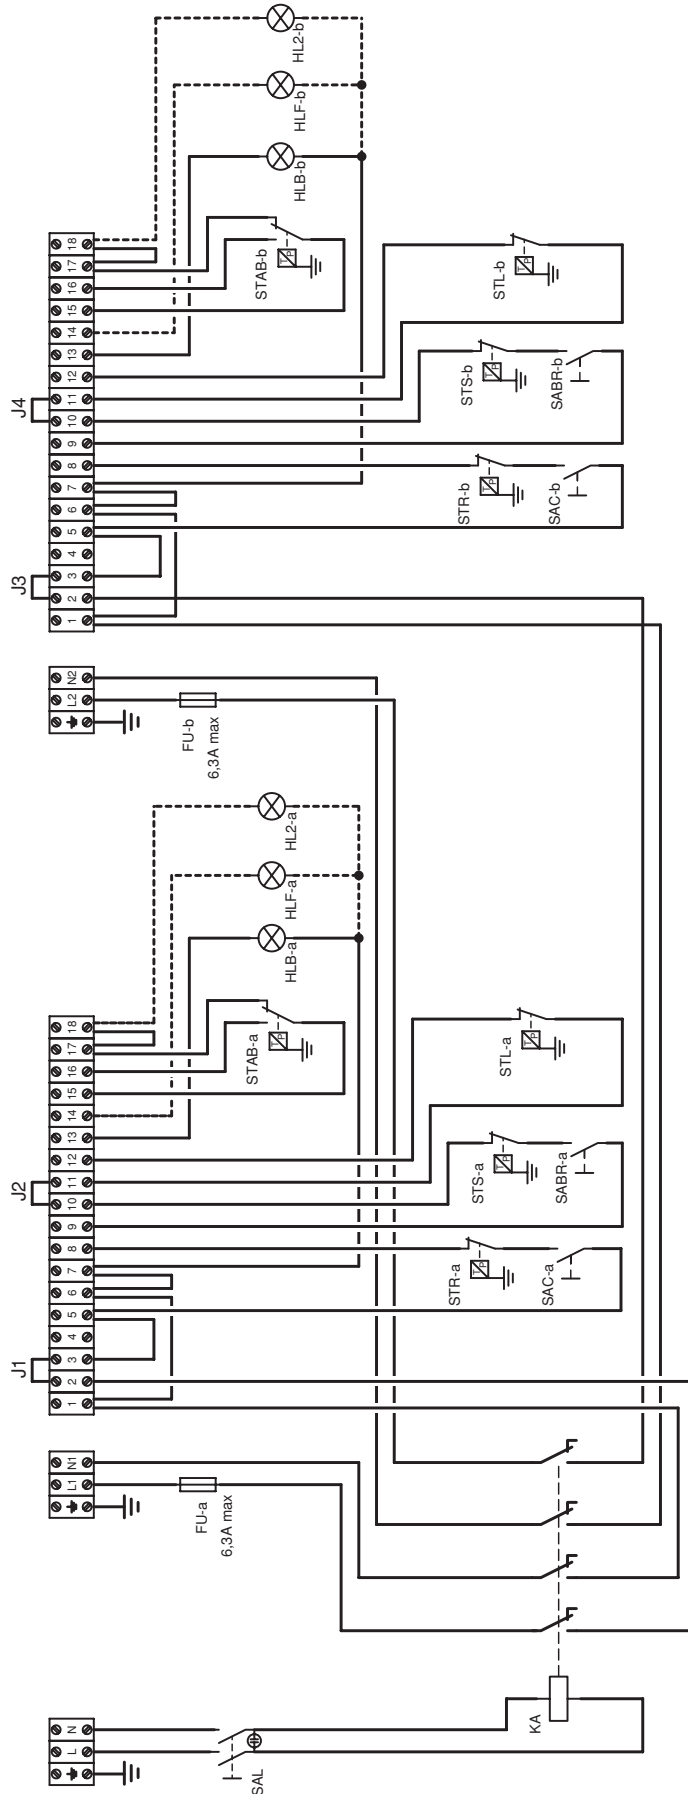 HL2-b
HLF-b
HLB-b
STAB-b
T P
STL-b
T P
STS-b
T P
SABR-b
STR-b
T P
SAC-b
J4
J3
18
17
16
15
14
13
12
11
10
9
8
7
6
5
4
3
2
1
N2
L2
FU-b
6,3A max
HL2-a
HLF-a
HLB-a
STAB-a
T P
STL-a
T P
STS-a
T P
SABR-a
STR-a
T P
SAC-a
J2
J1
18
17
16
15
14
13
12
11
10
9
8
7
6
5
4
3
2
1
N1
L1
FU-a
6,3A max
KA
N
L
SAL